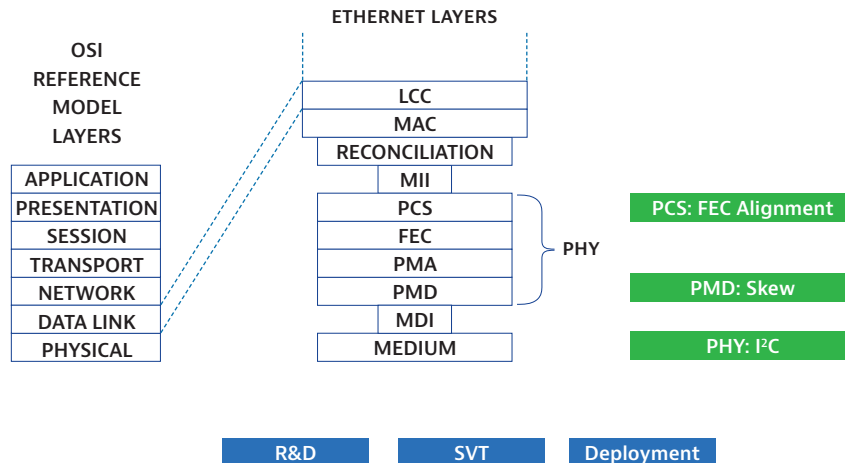 ETHERNET LAYERS
OSI
REFERENCE
MODEL
LAYERS
APPLICATION
PRESENTATION
SESSION
TRANSPORT
NETWORK
DATA LINK
PHYSICAL
LCC
MAC
RECONCILIATION
MII
PCS
FEC
PMA
PMD
MDI
MEDIUM
PHY
PCS: FEC Alignment
PMD: Skew
PHY: I²C
R&D
SVT
Deployment